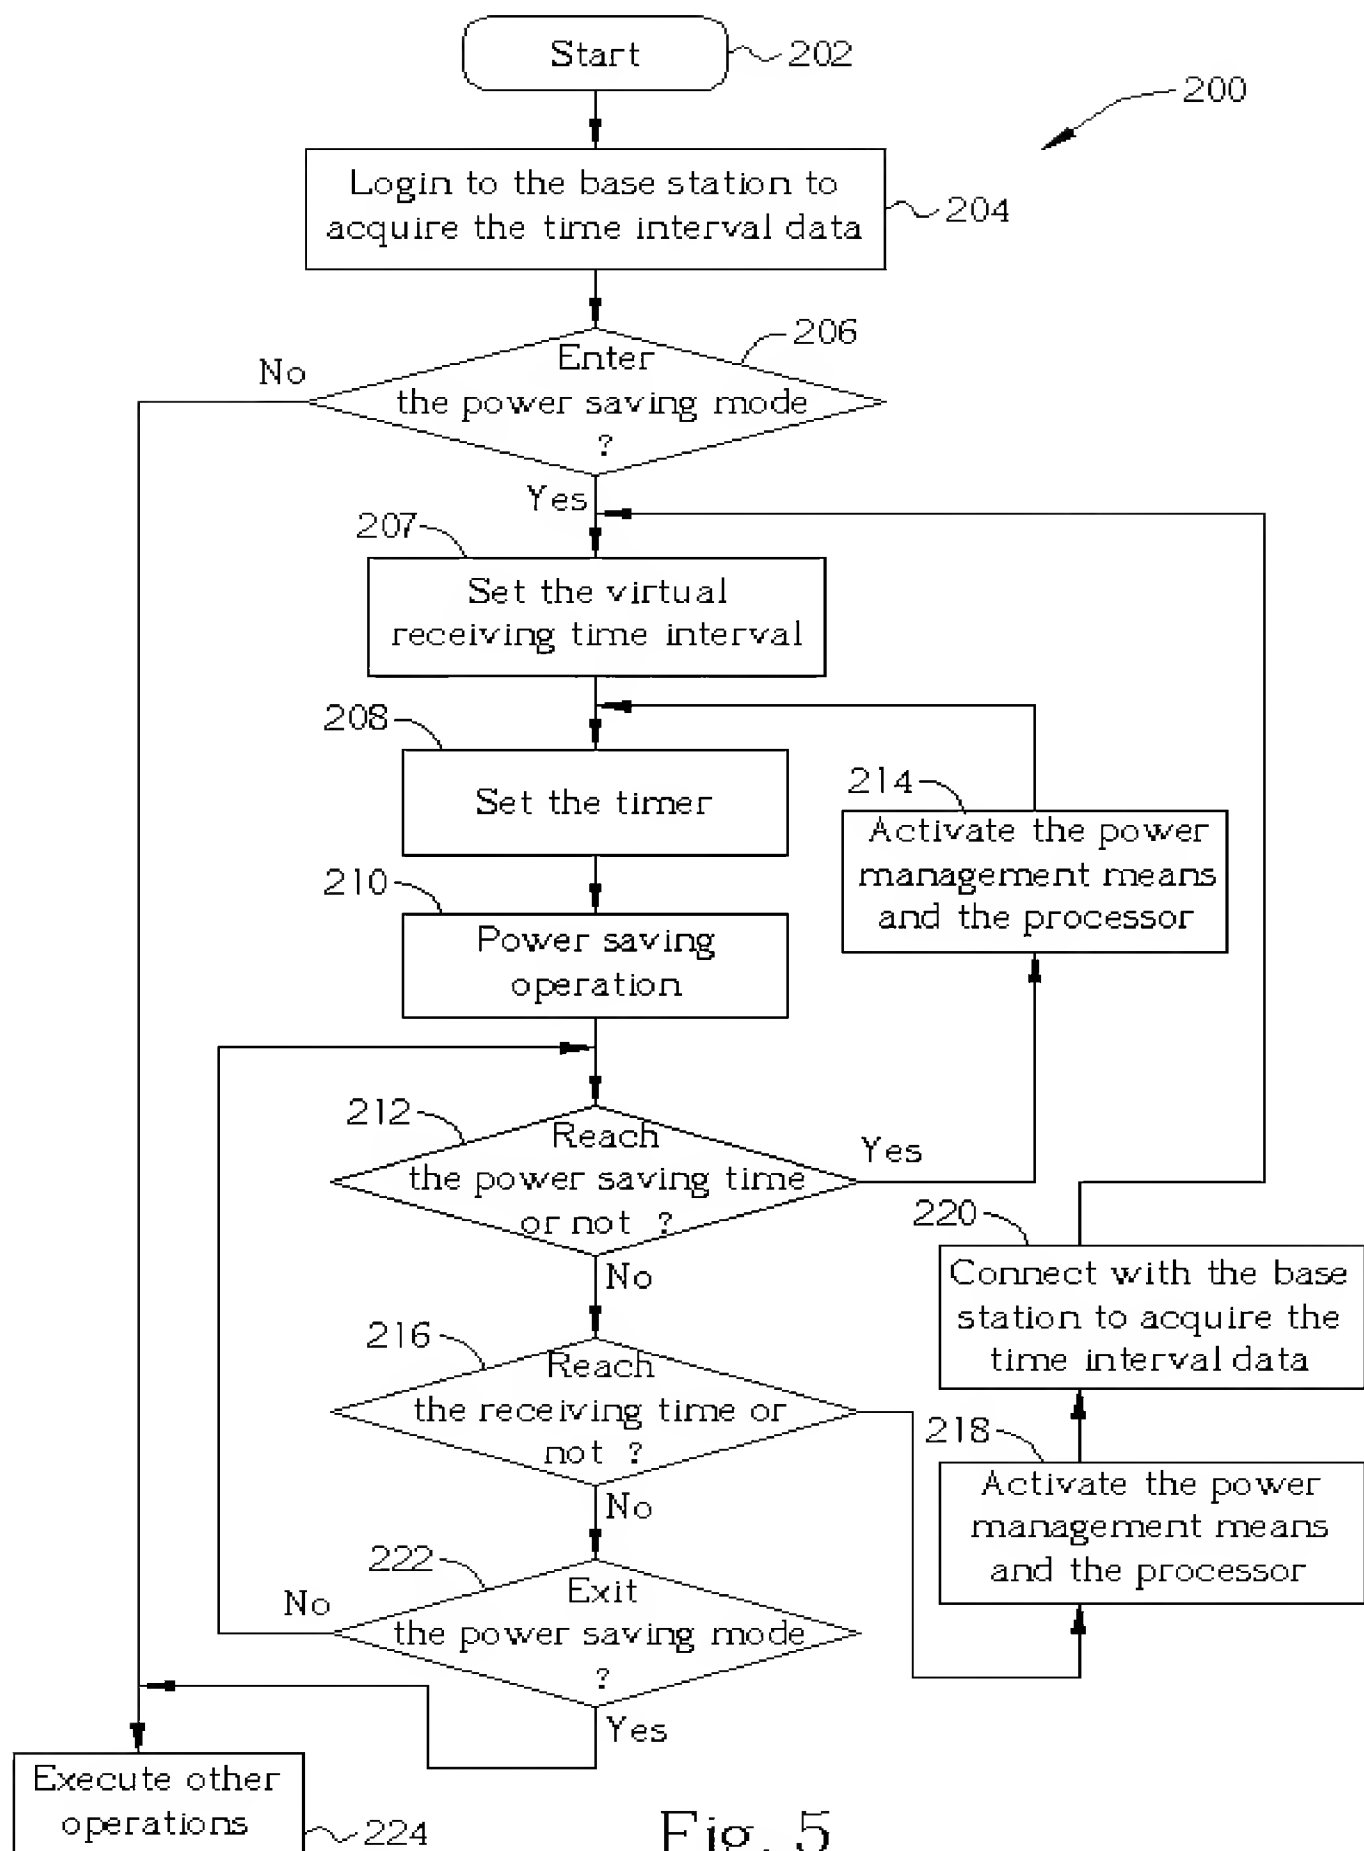 Start
202
200
Login to the base station to
acquire the time interval data
204
206
Enter
the power saving mode
?
No
Yes
207
Set the virtual
receiving time interval
208
Set the timer
214
Activate the power
management means
and the processor
210
Power saving
operation
212
Reach
the power saving time
or not ?
Yes
No
220
Connect with the base
station to acquire the
time interval data
216
Reach
the receiving time or
not ?
No
218
Activate the power
management means
and the processor
222
Exit
the power saving mode
?
No
Yes
Execute other
operations
224
Fig. 5